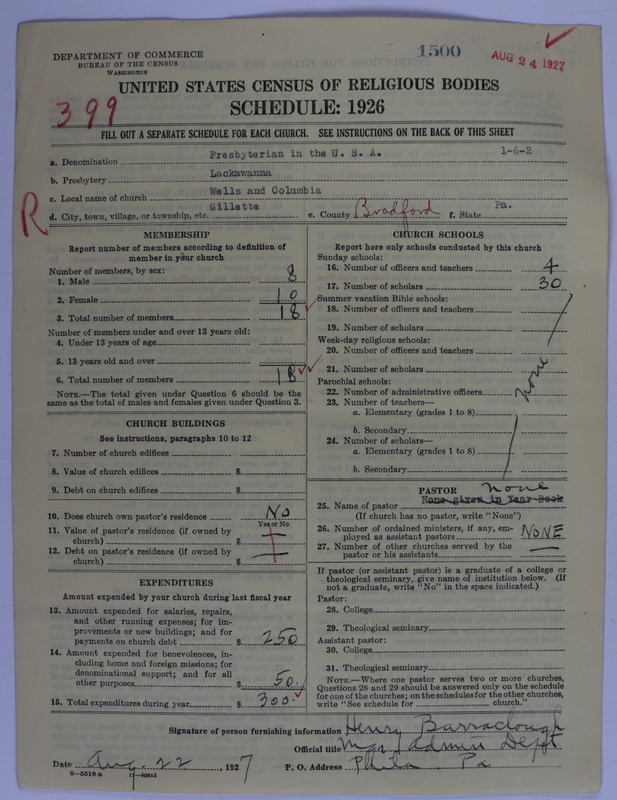 1500
AUG 24 1927
DEPARTMENT OF COMMERCE
BUREAU OF THE CENSUS
WASHINGTON
UNITED STATES CENSUS OF RELIGIOUS BODIES
399
SCHEDULE: 1926
FILL OUT A SEPARATE SCHEDULE FOR EACH CHURCH. SEE INSTRUCTIONS ON THE BACK OF THIS SHEET
a. Denomination Presbyterian in the U. S. A. 1-6-2
b. Presbytery Lackawanna
c. Local name of church Wells and Columbia
R
d. City, town, village, or township, etc. Gillette e. County Bradford f. State Pa.
MEMBERSHIP
Report number of members according to definition of
member in your church
Number of members, by sex:
1. Male 8
2. Female 10
3. Total number of members 18
Number of members under and over 13 years old:
4. Under 13 years of age
5. 13 years old and over
6. Total number of members 18
NOTE.—The total given under Question 6 should be the
same as the total of males and females given under Question 3.
CHURCH BUILDINGS
See instructions, paragraphs 10 to 12
7. Number of church edifices
8. Value of church edifices $
9. Debt on church edifices $
10. Does church own pastor's residence No
Yes or No
11. Value of pastor's residence (if owned by
church) $ —
12. Debt on pastor's residence (if owned by
church) $ —
EXPENDITURES
Amount expended by your church during last fiscal year
13. Amount expended for salaries, repairs,
and other running expenses; for im-
provements or new buildings; and for
payments on church debt $ 250
14. Amount expended for benevolences, in-
cluding home and foreign missions; for
denominational support; and for all
other purposes $ 50.
15. Total expenditures during year $ 300.
CHURCH SCHOOLS
Report here only schools conducted by this church
Sunday schools:
16. Number of officers and teachers 4
17. Number of scholars 30
Summer vacation Bible schools:
18. Number of officers and teachers
19. Number of scholars
Week-day religious schools:
20. Number of officers and teachers
21. Number of scholars
none
Parochial schools:
22. Number of administrative officers
23. Number of teachers—
a. Elementary (grades 1 to 8)
b. Secondary
24. Number of scholars—
a. Elementary (grades 1 to 8)
b. Secondary
PASTOR none
None given in Year Book
25. Name of pastor
(If church has no pastor, write "None")
26. Number of ordained ministers, if any, em-
ployed as assistant pastors NONE
27. Number of other churches served by the
pastor or his assistants —
If pastor (or assistant pastor) is a graduate of a college or
theological seminary, give name of institution below. (If
not a graduate, write "No" in the space indicated.)
Pastor:
28. College
29. Theological seminary
Assistant pastor:
30. College
31. Theological seminary
NOTE.—Where one pastor serves two or more churches,
Questions 28 and 29 should be answered only on the schedule
for one of the churches; on the schedules for the other churches,
write "See schedule for church."
Signature of person furnishing information Henry Barraclough
Official title Mgr Admin Dept
Date Aug. 22, 1927 P. O. Address Phila Pa
8—5518 a